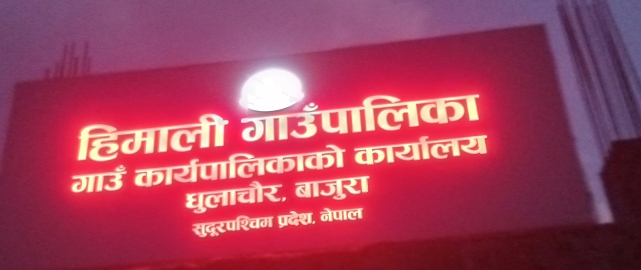 हिमाली गाउँपालिका
गाउँ कार्यपालिकाको कार्यालय
धुलाचौर, बाजुरा
सुदूरपश्चिम प्रदेश, नेपाल